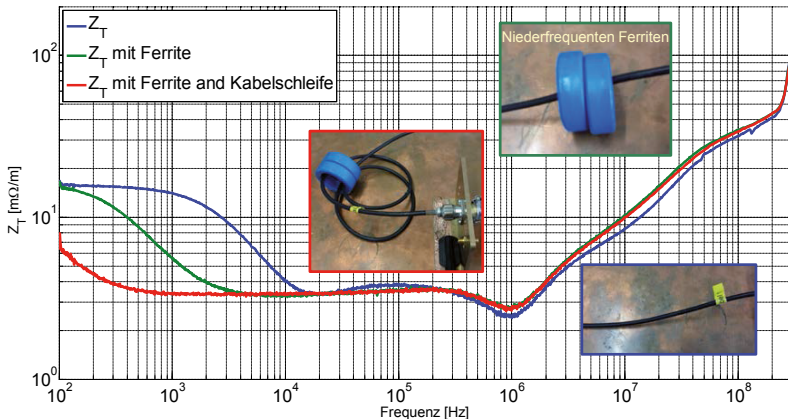 Z_T
Z_T mit Ferrite
Z_T mit Ferrite and Kabelschleife
Niederfrequenten Ferriten
Z_T [mΩ/m]
10^2
10^1
10^0
10^2 10^3 10^4 10^5 10^6 10^7 10^8
Frequenz [Hz]